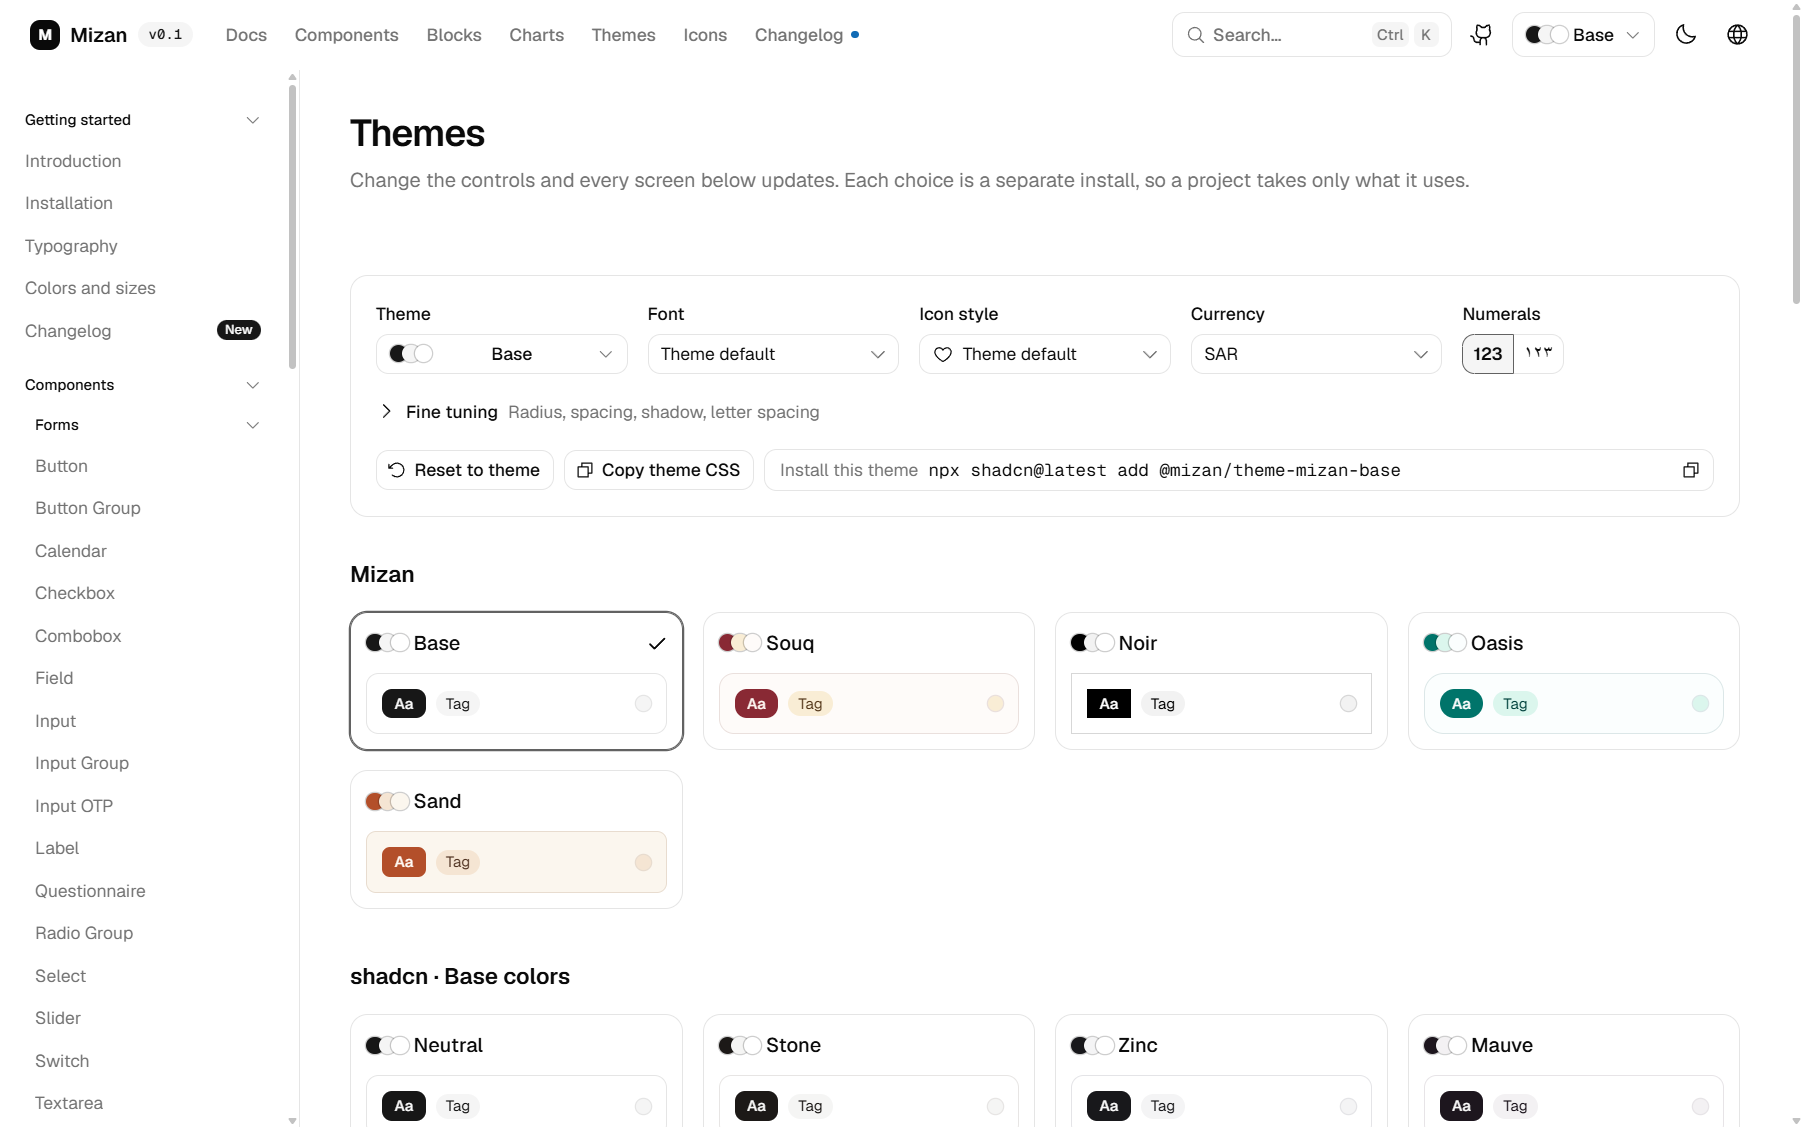 M Mizan v0.1 Docs Components Blocks Charts Themes Icons Changelog Search... Ctrl K Base
Getting started
Introduction
Installation
Typography
Colors and sizes
Changelog New
Components
Forms
Button
Button Group
Calendar
Checkbox
Combobox
Field
Input
Input Group
Input OTP
Label
Questionnaire
Radio Group
Select
Slider
Switch
Textarea
Themes
Change the controls and every screen below updates. Each choice is a separate install, so a project takes only what it uses.
Theme Font Icon style Currency Numerals
Base Theme default Theme default SAR 123 ١٢٣
Fine tuning Radius, spacing, shadow, letter spacing
Reset to theme Copy theme CSS Install this theme npx shadcn@latest add @mizan/theme-mizan-base
Mizan
Base Souq Noir Oasis
Aa Tag Aa Tag Aa Tag Aa Tag
Sand
Aa Tag
shadcn · Base colors
Neutral Stone Zinc Mauve
Aa Tag Aa Tag Aa Tag Aa Tag